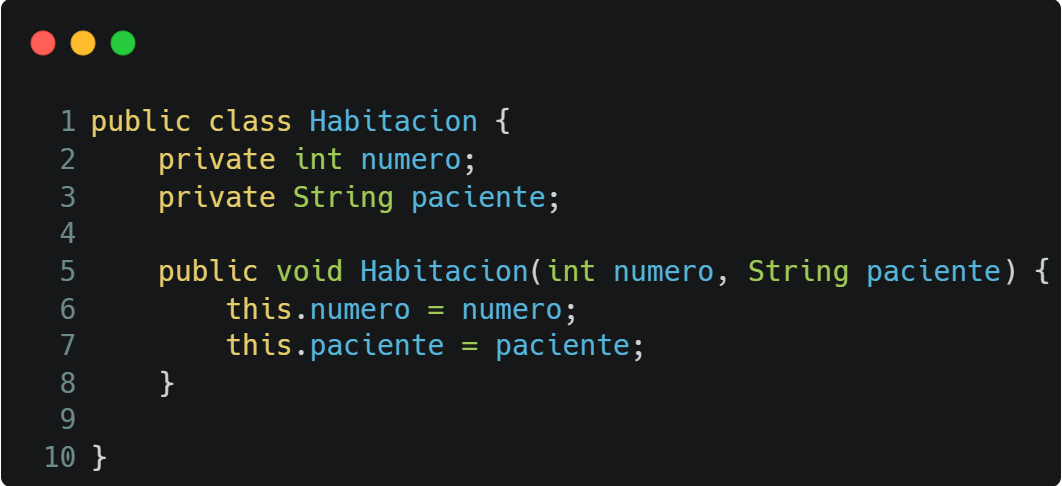 1 public class Habitacion {
2     private int numero;
3     private String paciente;
4
5     public void Habitacion(int numero, String paciente) {
6         this.numero = numero;
7         this.paciente = paciente;
8     }
9
10 }